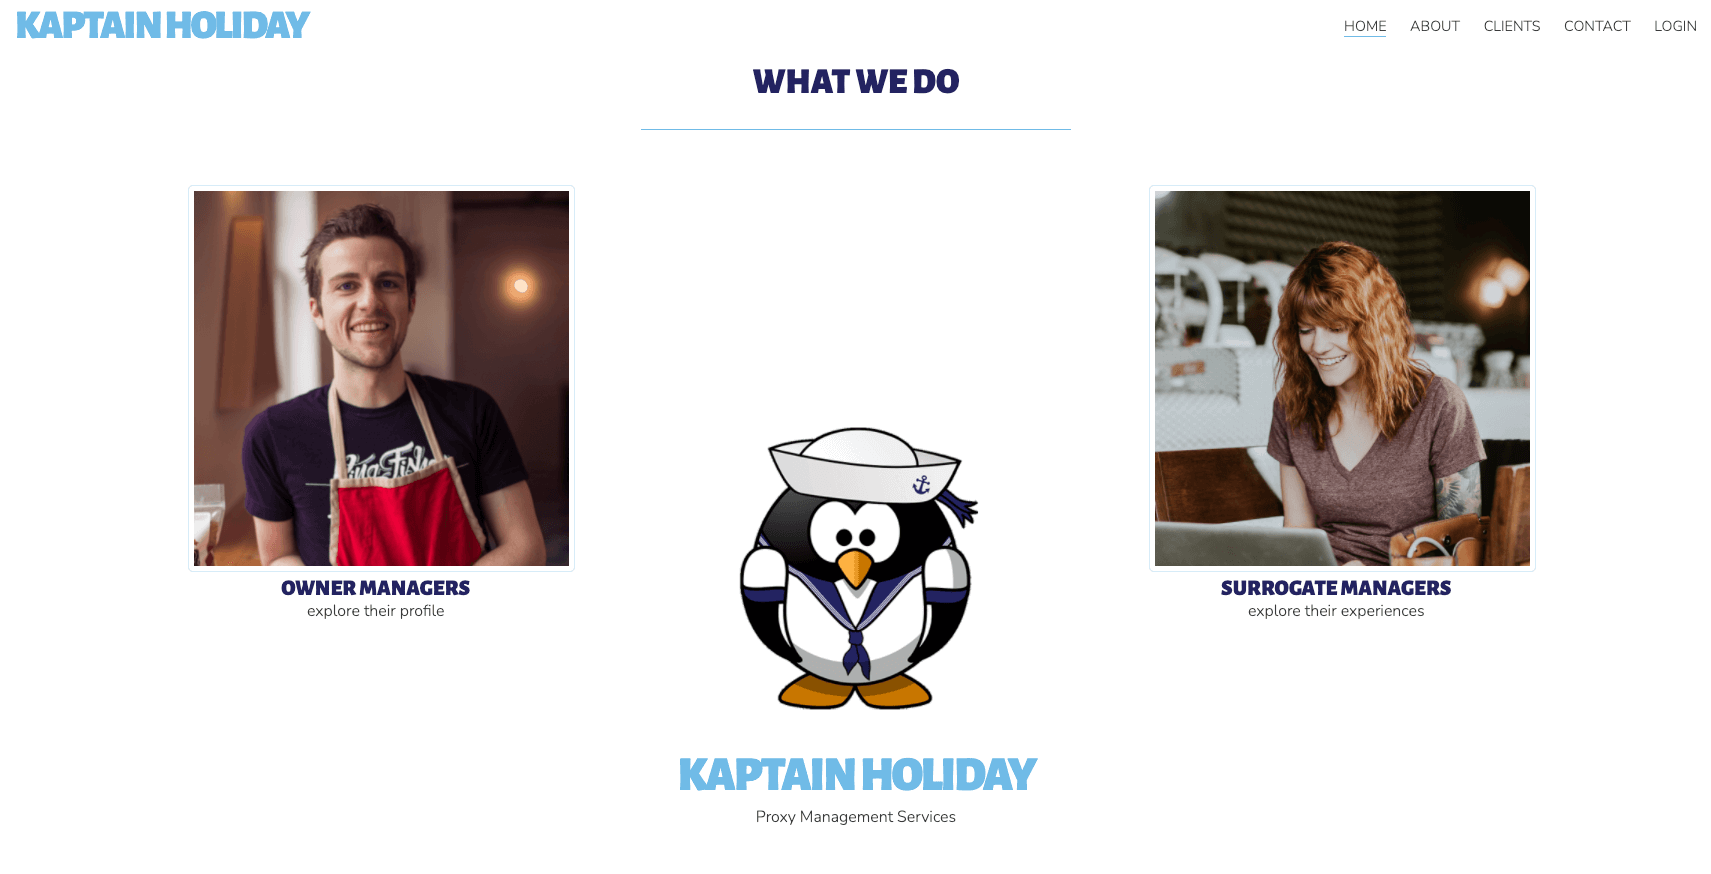 KAPTAIN HOLIDAY
HOME ABOUT CLIENTS CONTACT LOGIN
WHAT WE DO
OWNER MANAGERS
explore their profile
SURROGATE MANAGERS
explore their experiences
KAPTAIN HOLIDAY
Proxy Management Services